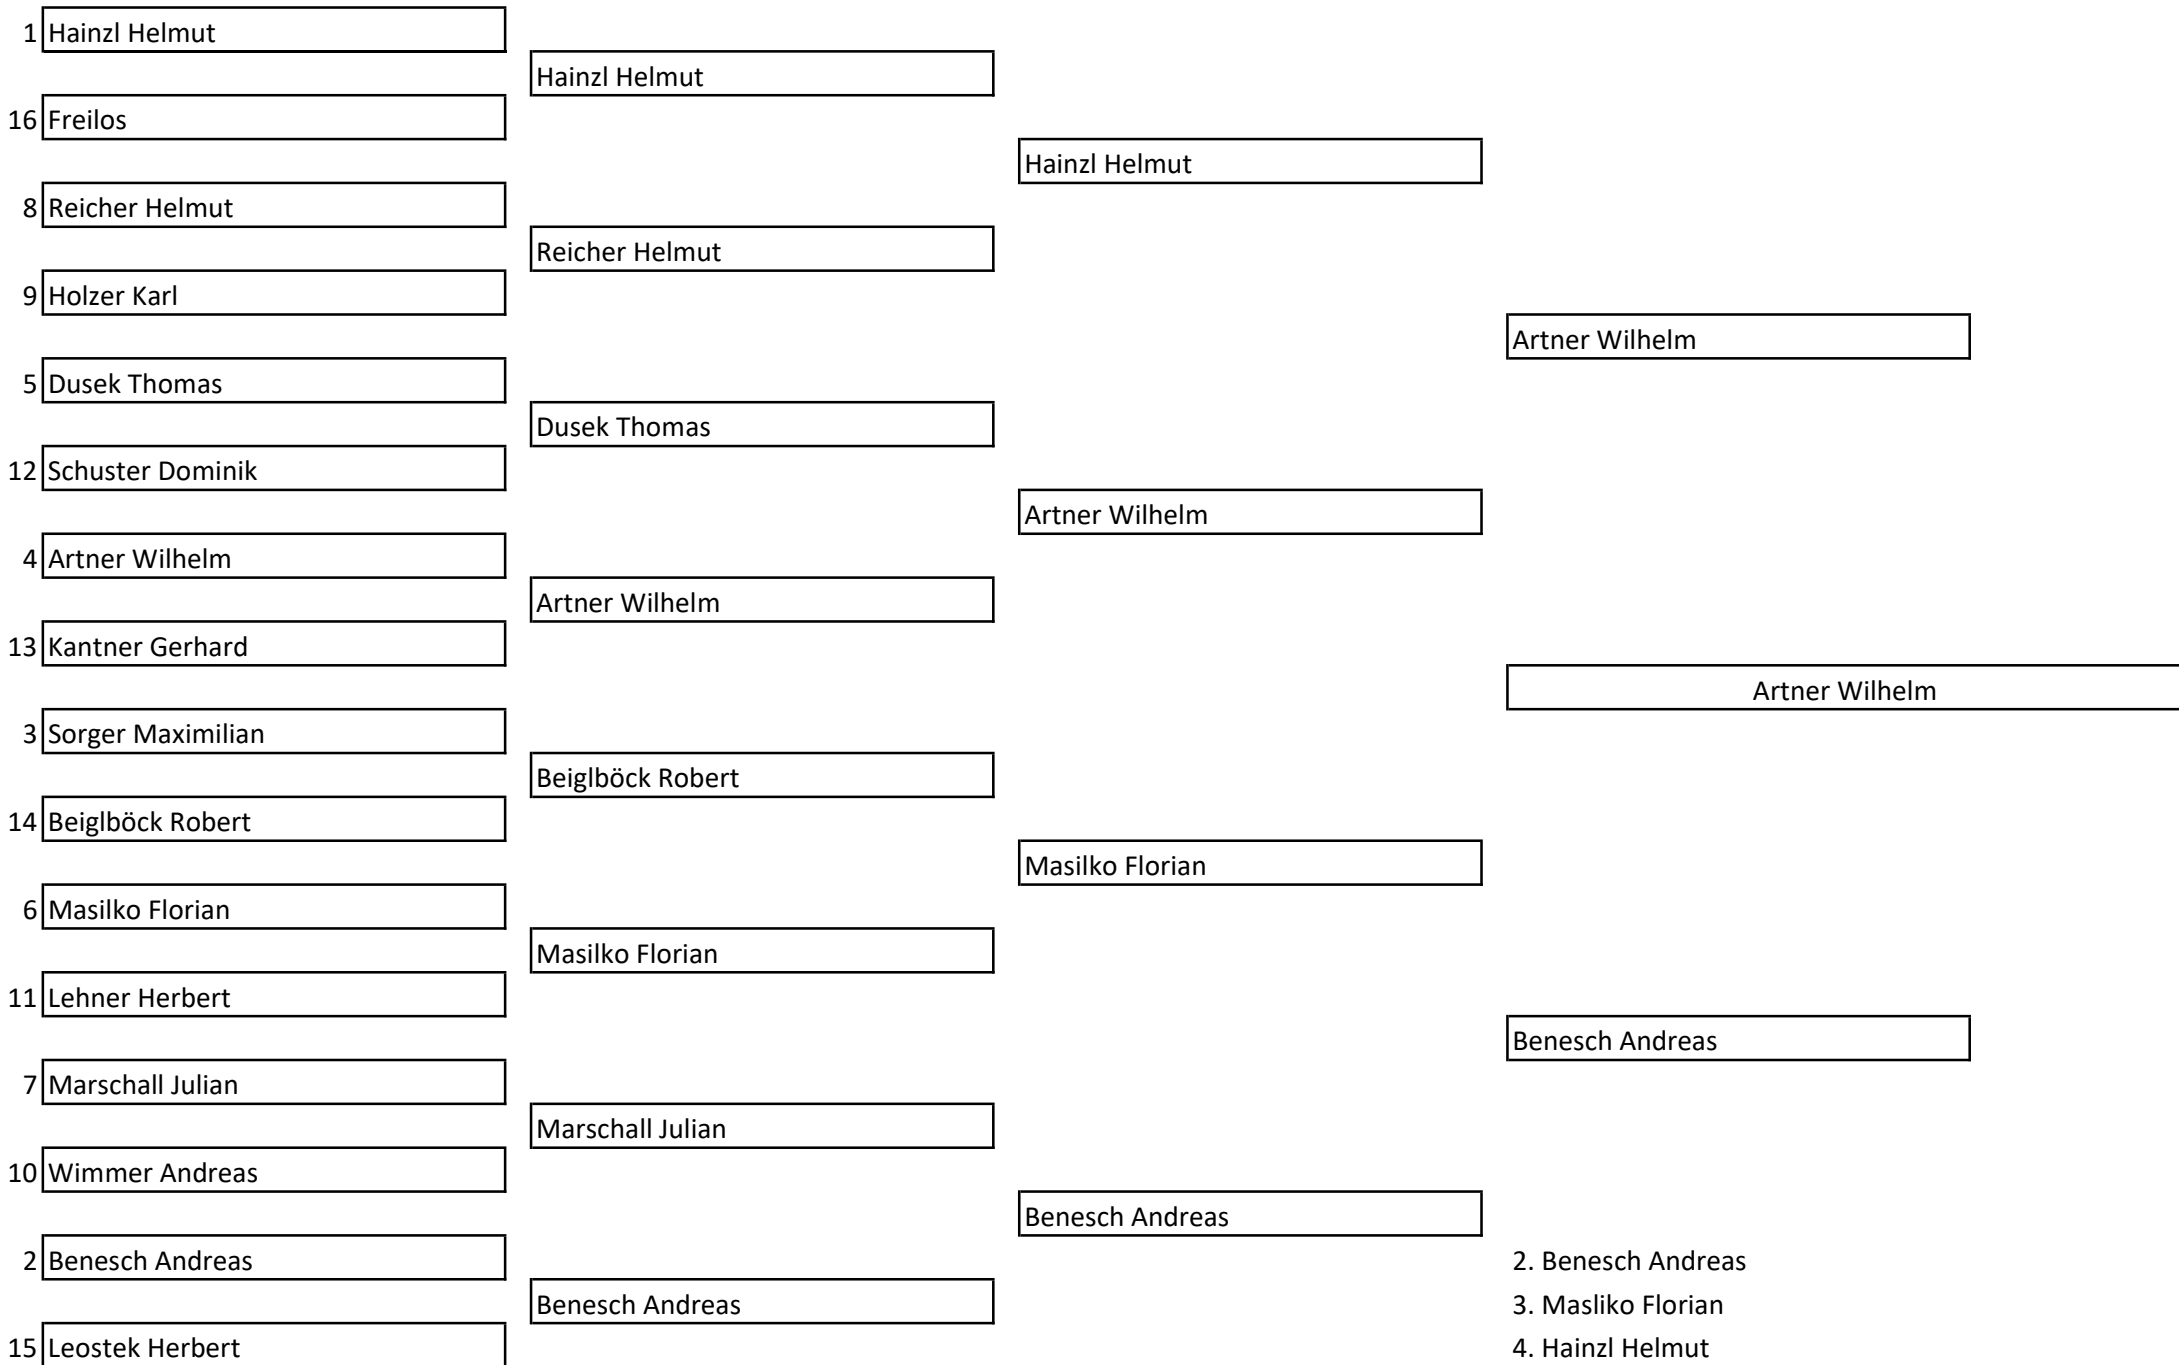 1 Hainzl Helmut
Hainzl Helmut
16 Freilos
Hainzl Helmut
8 Reicher Helmut
Reicher Helmut
9 Holzer Karl
Artner Wilhelm
5 Dusek Thomas
Dusek Thomas
12 Schuster Dominik
Artner Wilhelm
4 Artner Wilhelm
Artner Wilhelm
13 Kantner Gerhard
Artner Wilhelm
3 Sorger Maximilian
Beiglböck Robert
14 Beiglböck Robert
Masilko Florian
6 Masilko Florian
Masilko Florian
11 Lehner Herbert
Benesch Andreas
7 Marschall Julian
Marschall Julian
10 Wimmer Andreas
Benesch Andreas
2 Benesch Andreas 2. Benesch Andreas
Benesch Andreas 3. Masliko Florian
15 Leostek Herbert 4. Hainzl Helmut